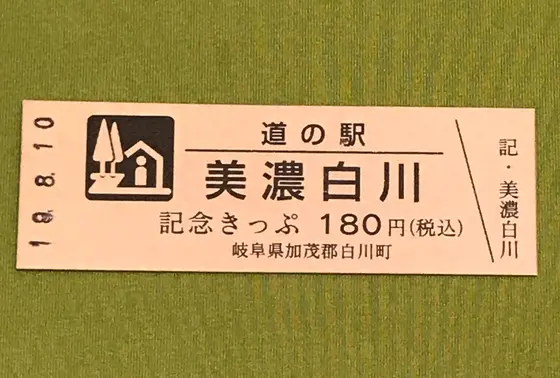 19.8.10
道の駅
美濃白川
記念きっぷ 180円(税込)
岐阜県加茂郡白川町
記・美濃白川